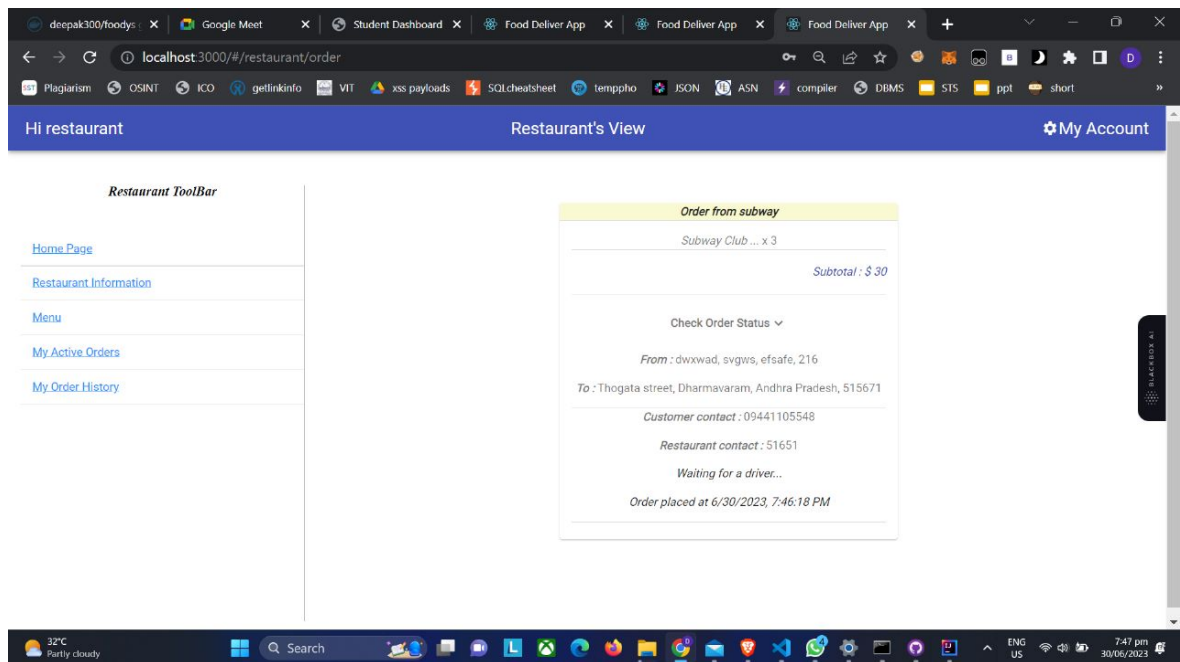 deepak300/foodys
Google Meet
Student Dashboard
Food Deliver App
Food Deliver App
Food Deliver App
localhost:3000/#/restaurant/order
B
D
SST Plagiarism
OSINT
ICO
getlinkinfo
VIT
xss payloads
SQLcheatsheet
temppho
JSON
ASN
compiler
DBMS
STS
ppt
short
»
Hi restaurant
Restaurant's View
My Account
Restaurant ToolBar
Home Page
Restaurant Information
Menu
My Active Orders
My Order History
Order from subway
Subway Club ... x 3
Subtotal : $ 30
Check Order Status
From : dwxwad, svgws, efsafe, 216
To : Thogata street, Dharmavaram, Andhra Pradesh, 515671
Customer contact : 09441105548
Restaurant contact : 51651
Waiting for a driver...
Order placed at 6/30/2023, 7:46:18 PM
BLACKBOX AI
32°C
Partly cloudy
Search
L
ENG
US
7:47 pm
30/06/2023